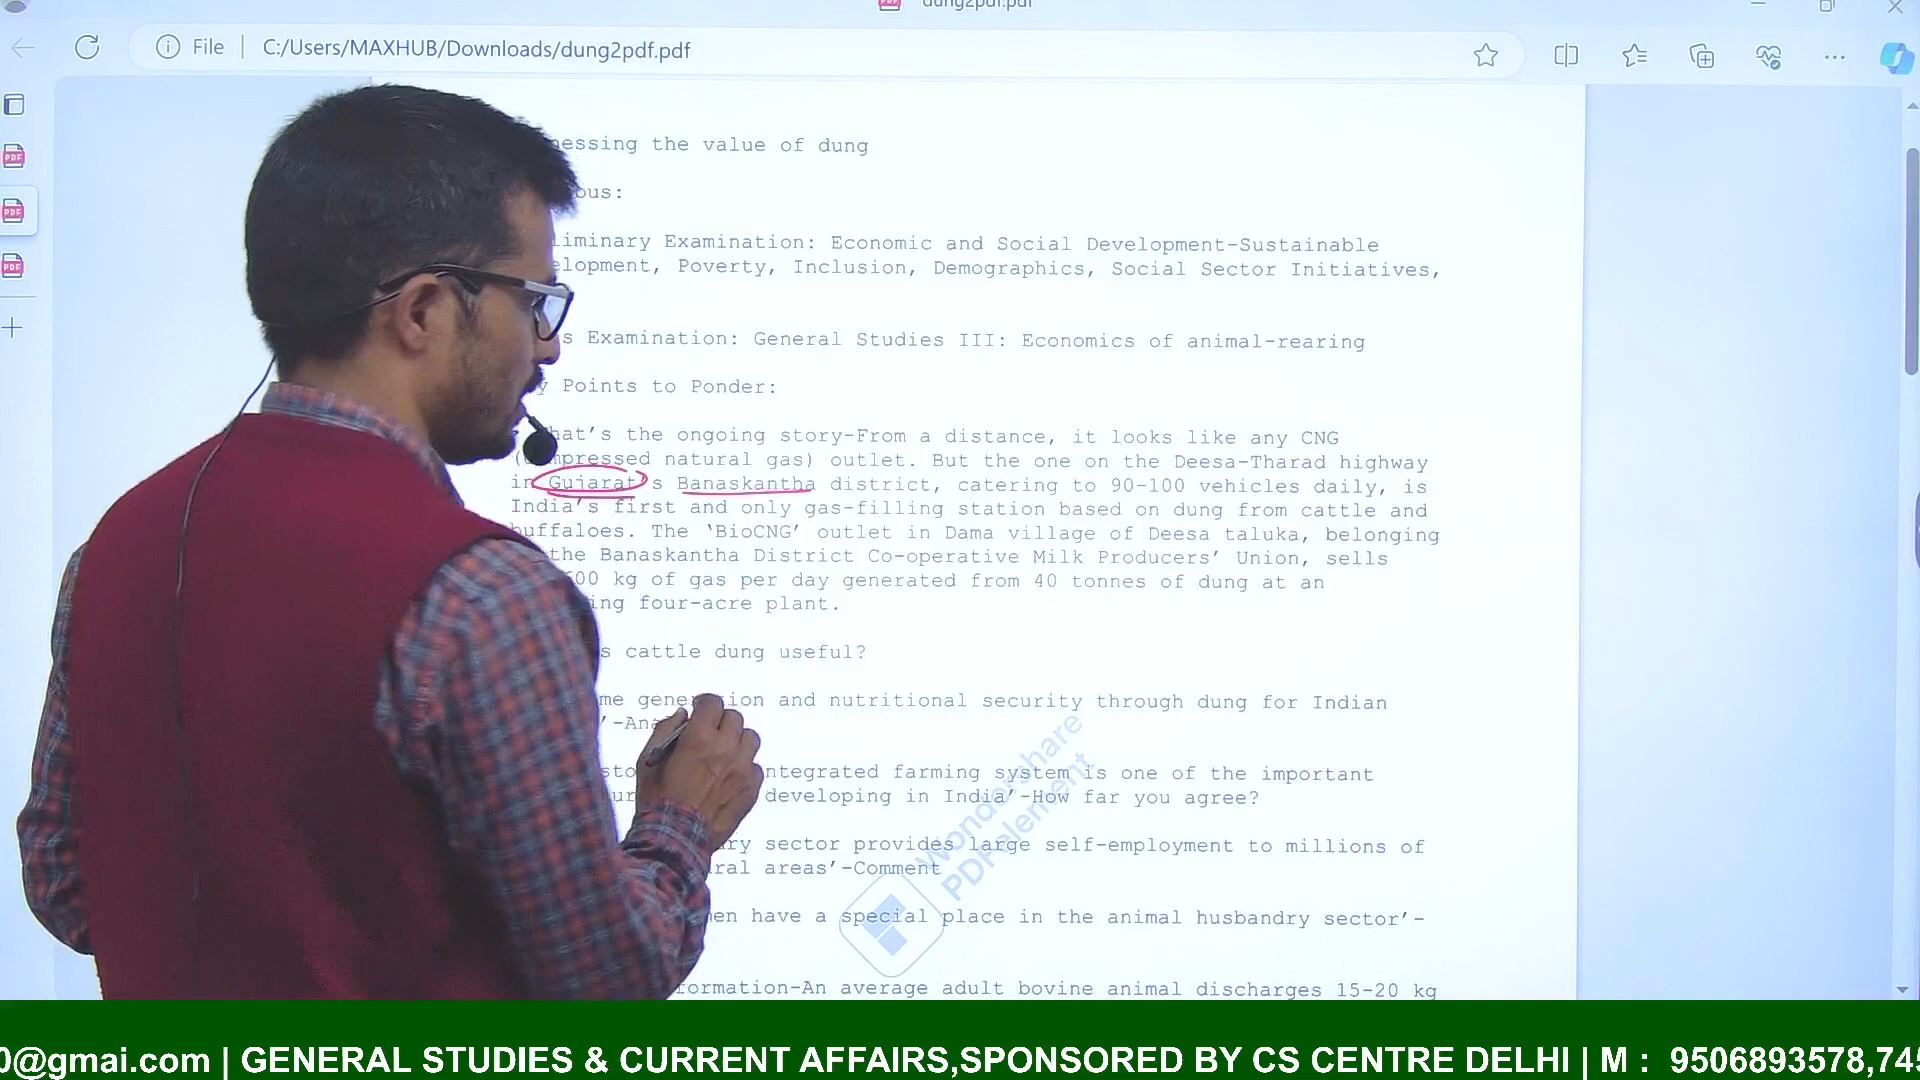 dung2pdf.pdf
File
C:/Users/MAXHUB/Downloads/dung2pdf.pdf
essing the value of dung
ous:
liminary Examination: Economic and Social Development-Sustainable
elopment, Poverty, Inclusion, Demographics, Social Sector Initiatives,
s Examination: General Studies III: Economics of animal-rearing
y Points to Ponder:
hat's the ongoing story-From a distance, it looks like any CNG
mpressed natural gas) outlet. But the one on the Deesa-Tharad highway
in Gujarat's Banaskantha district, catering to 90-100 vehicles daily, is
India's first and only gas-filling station based on dung from cattle and
buffaloes. The 'BioCNG' outlet in Dama village of Deesa taluka, belonging
the Banaskantha District Co-operative Milk Producers' Union, sells
00 kg of gas per day generated from 40 tonnes of dung at an
ing four-acre plant.
s cattle dung useful?
me generation and nutritional security through dung for Indian
'-Ana
sto ntegrated farming system is one of the important
ur developing in India'-How far you agree?
ry sector provides large self-employment to millions of
ral areas'-Comment
en have a special place in the animal husbandry sector'-
formation-An average adult bovine animal discharges 15-20 kg
Wondershare
PDFelement
PDF
PDF
PDF
0@gmai.com | GENERAL STUDIES & CURRENT AFFAIRS,SPONSORED BY CS CENTRE DELHI | M : 9506893578,745